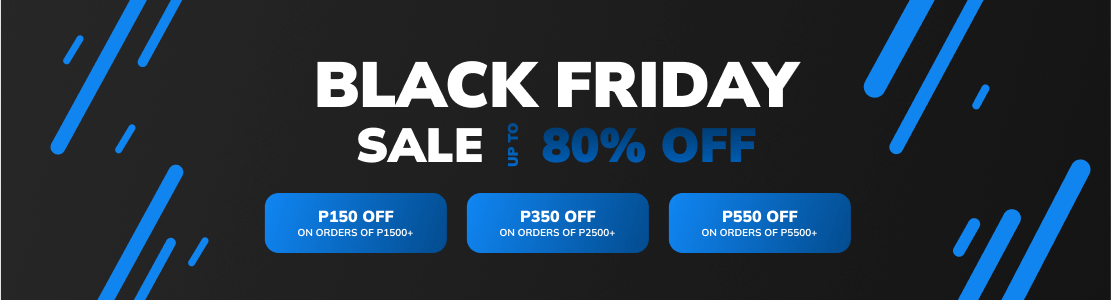 BLACK FRIDAY
SALE UP TO 80% OFF
P150 OFF
ON ORDERS OF P1500+
P350 OFF
ON ORDERS OF P2500+
P550 OFF
ON ORDERS OF P5500+